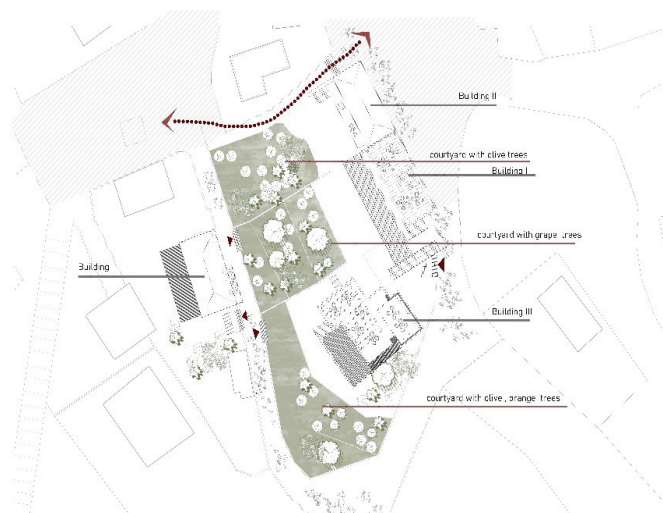 Building II
courtyard with olive trees
Building I
courtyard with grape trees
Building
Building III
courtyard with olive , orange trees